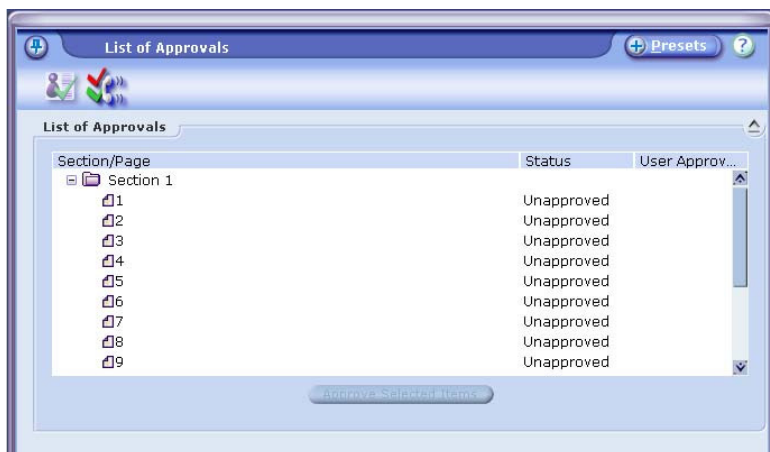 List of Approvals Presets ?
List of Approvals
Section/Page Status User Approv...
Section 1
1 Unapproved
2 Unapproved
3 Unapproved
4 Unapproved
5 Unapproved
6 Unapproved
7 Unapproved
8 Unapproved
9 Unapproved
Approve Selected Items